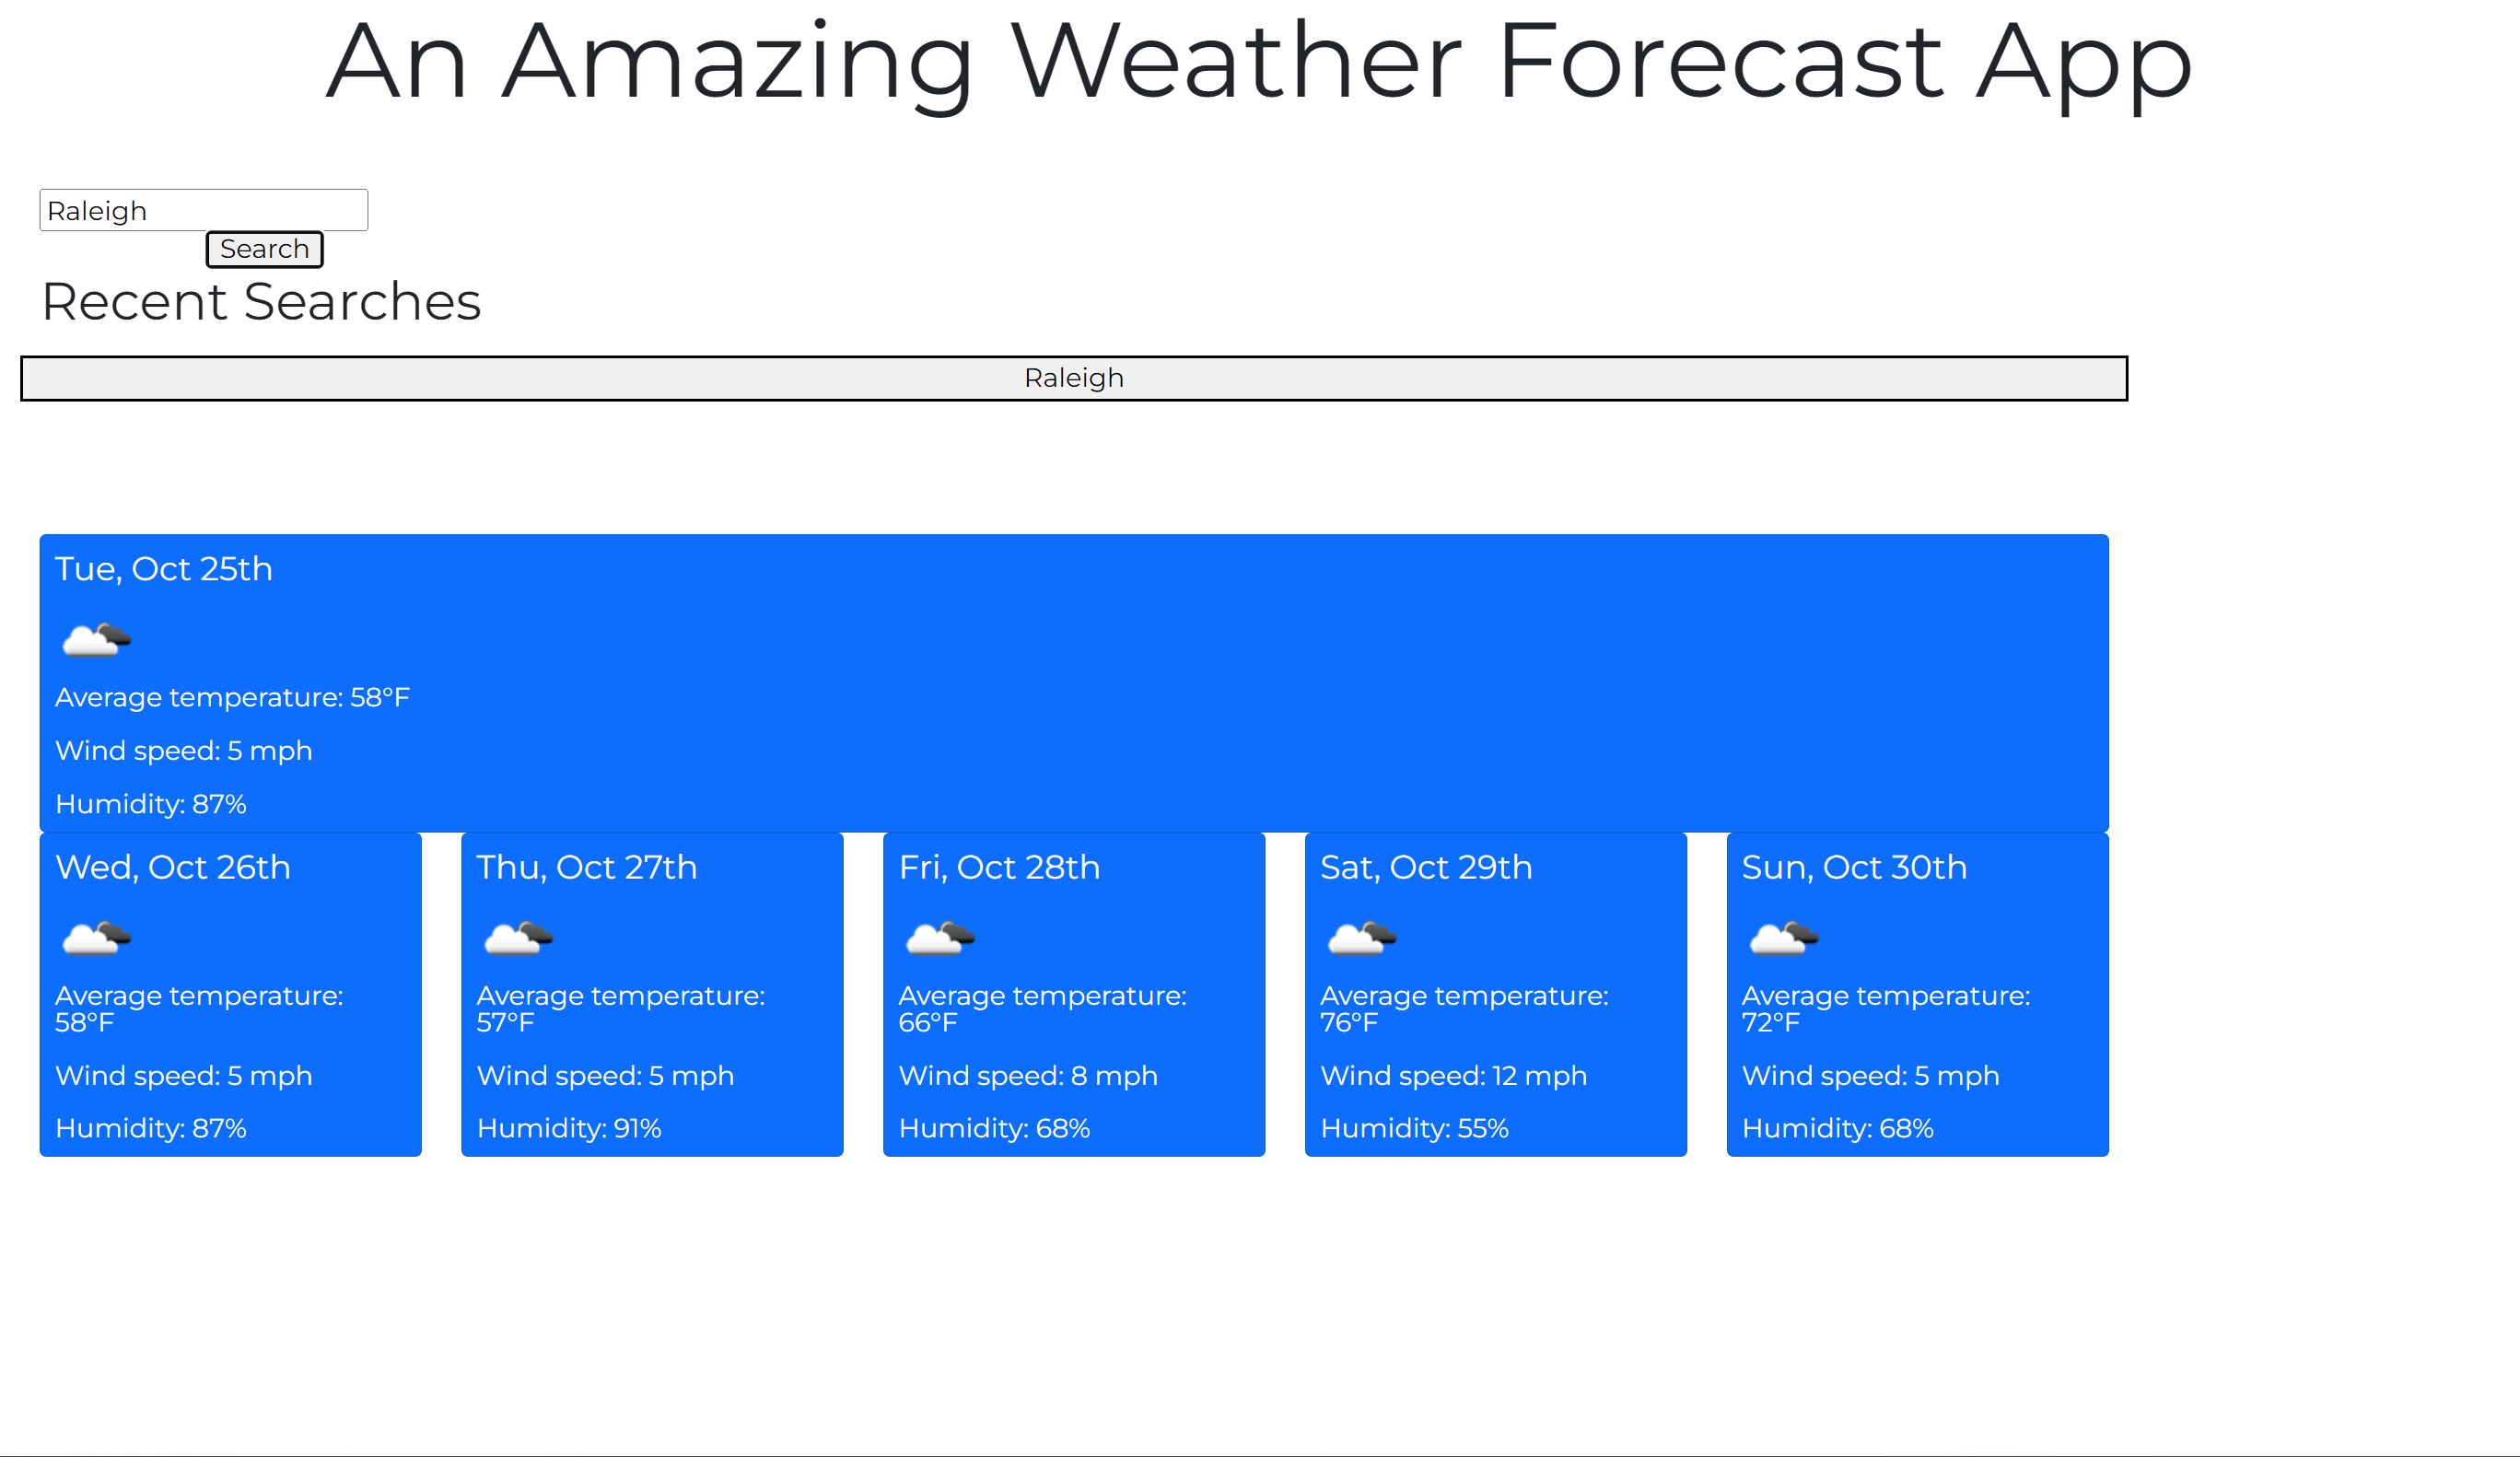 An Amazing Weather Forecast App
Raleigh
Search
Recent Searches
Raleigh
Tue, Oct 25th
Average temperature: 58°F
Wind speed: 5 mph
Humidity: 87%
Wed, Oct 26th
Average temperature:
58°F
Wind speed: 5 mph
Humidity: 87%
Thu, Oct 27th
Average temperature:
57°F
Wind speed: 5 mph
Humidity: 91%
Fri, Oct 28th
Average temperature:
66°F
Wind speed: 8 mph
Humidity: 68%
Sat, Oct 29th
Average temperature:
76°F
Wind speed: 12 mph
Humidity: 55%
Sun, Oct 30th
Average temperature:
72°F
Wind speed: 5 mph
Humidity: 68%